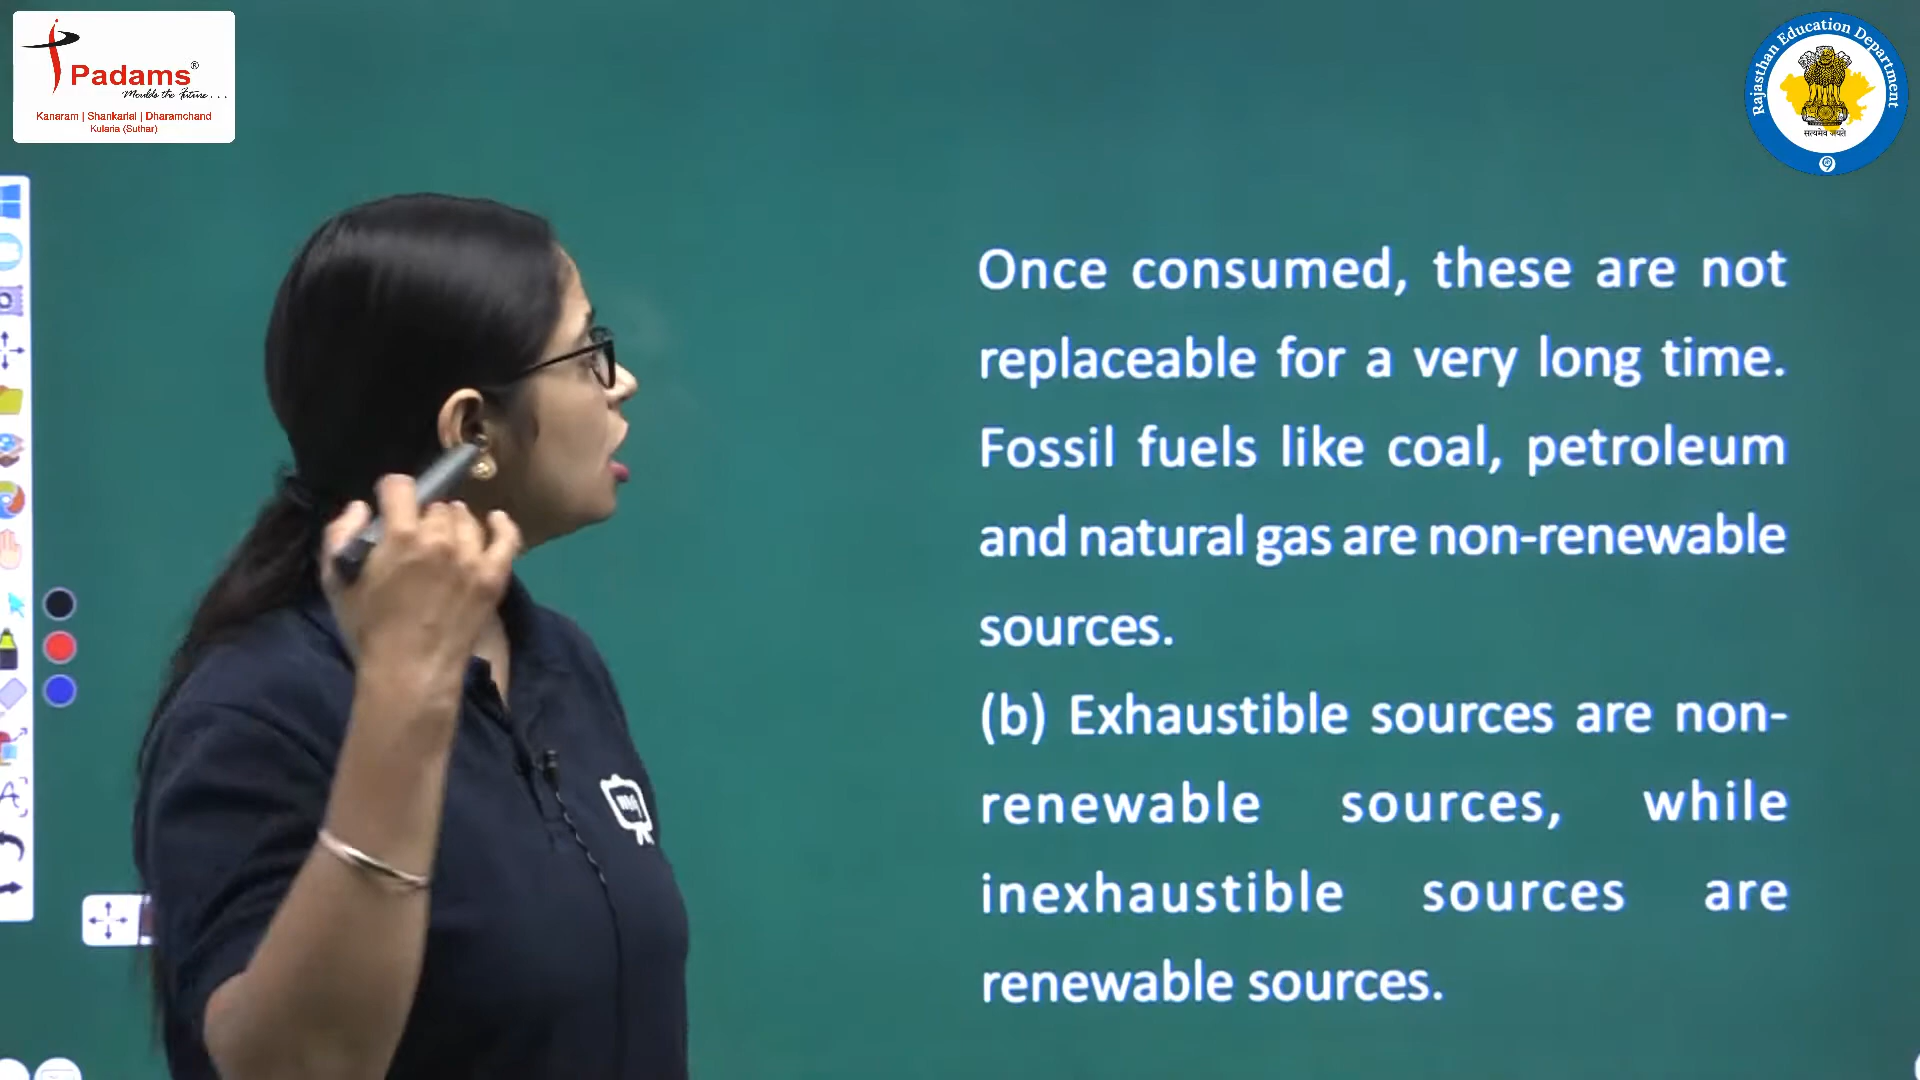 Padams®
Moulds the Future...
Kanaram | Shankarlal | Dharamchand
Kularia (Suthar)
Rajasthan Education Department
सत्यमेव जयते
Once consumed, these are not
replaceable for a very long time.
Fossil fuels like coal, petroleum
and natural gas are non-renewable
sources.
(b) Exhaustible sources are non-
renewable sources, while
inexhaustible sources are
renewable sources.